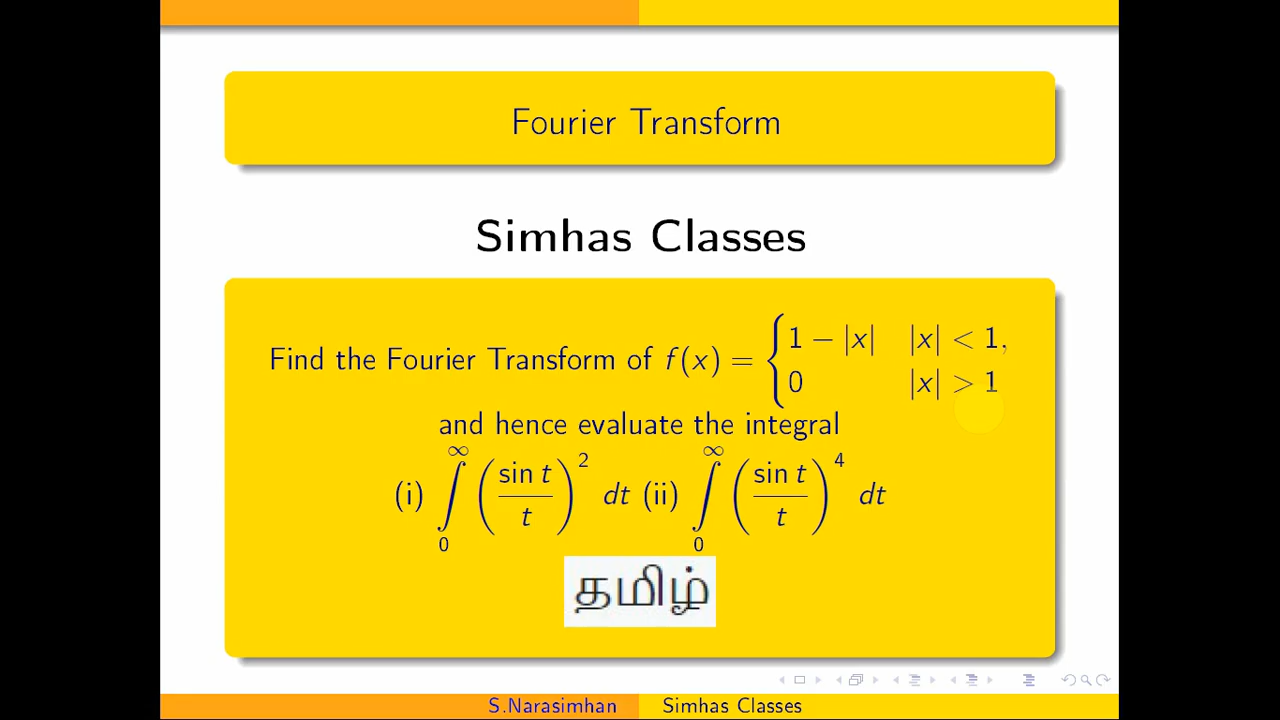 Fourier Transform
Simhas Classes
Find the Fourier Transform of f(x) = { 1 − |x|   |x| < 1,
0   |x| > 1
and hence evaluate the integral
(i) ∫₀^∞ (sin t / t)² dt (ii) ∫₀^∞ (sin t / t)⁴ dt
தமிழ்
S.Narasimhan Simhas Classes